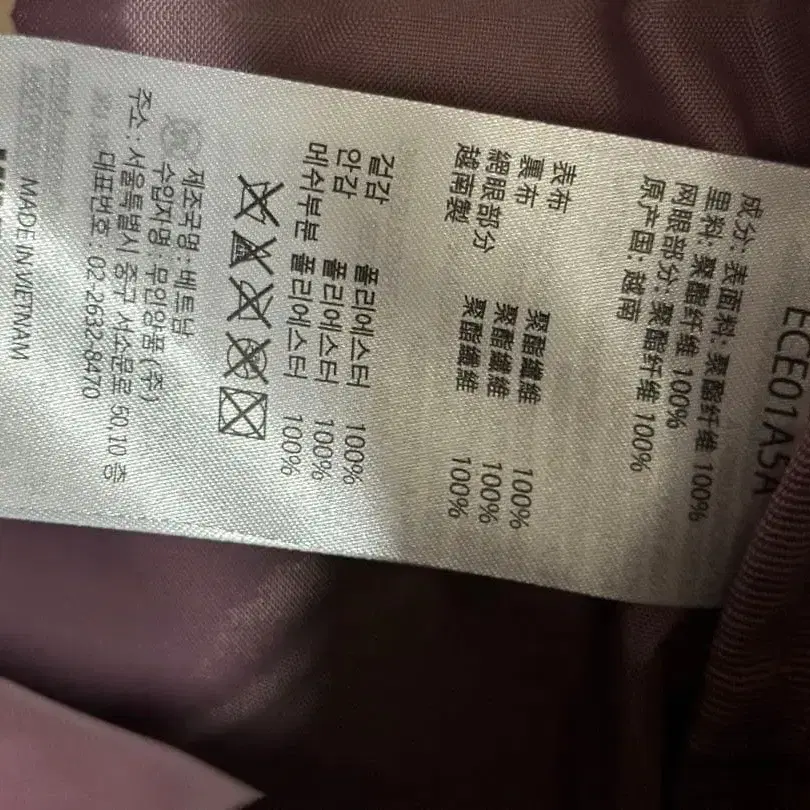 ECE01A5A
成分: 表面料: 聚酯纤维 100%
里料: 聚酯纤维 100%
网眼部分: 聚酯纤维 100%
原产国: 越南
表布 聚酯纖維 100%
裏布 聚酯纖維 100%
網眼部分 聚酯纖維 100%
越南製
겉감 폴리에스터 100%
안감 폴리에스터 100%
메쉬부분 폴리에스터 100%
제조국명: 베트남
수입자명: 무인양품(주)
주소: 서울특별시 중구 서소문로 50,10 층
대표번호: 02-2632-8470
MADE IN VIETNAM